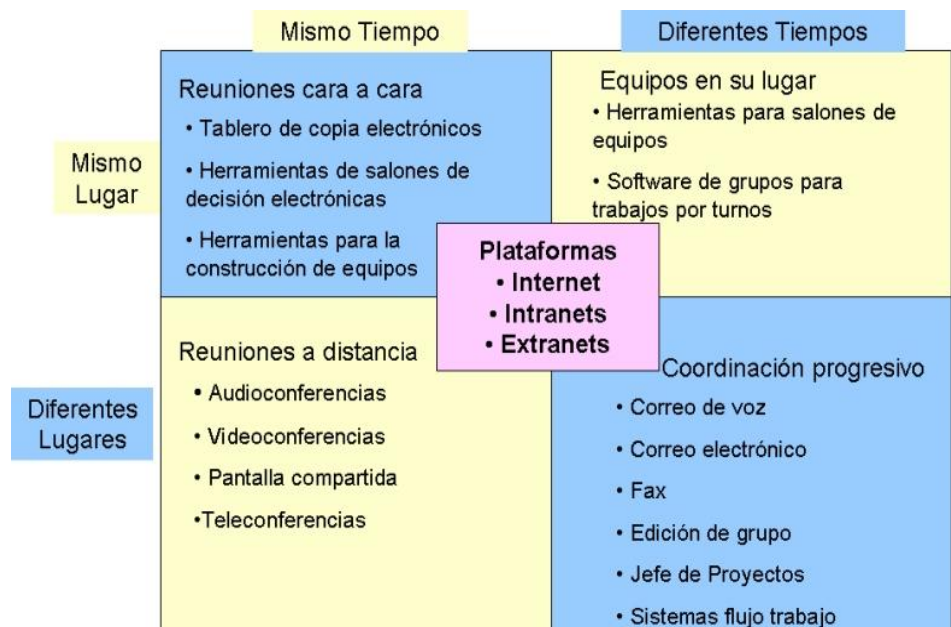 Mismo Tiempo
Diferentes Tiempos
Mismo
Lugar
Reuniones cara a cara
• Tablero de copia electrónicos
• Herramientas de salones de
decisión electrónicas
• Herramientas para la
construcción de equipos
Equipos en su lugar
• Herramientas para salones de
equipos
• Software de grupos para
trabajos por turnos
Plataformas
• Internet
• Intranets
• Extranets
Diferentes
Lugares
Reuniones a distancia
• Audioconferencias
• Videoconferencias
• Pantalla compartida
•Teleconferencias
Coordinación progresivo
• Correo de voz
• Correo electrónico
• Fax
• Edición de grupo
• Jefe de Proyectos
• Sistemas flujo trabajo